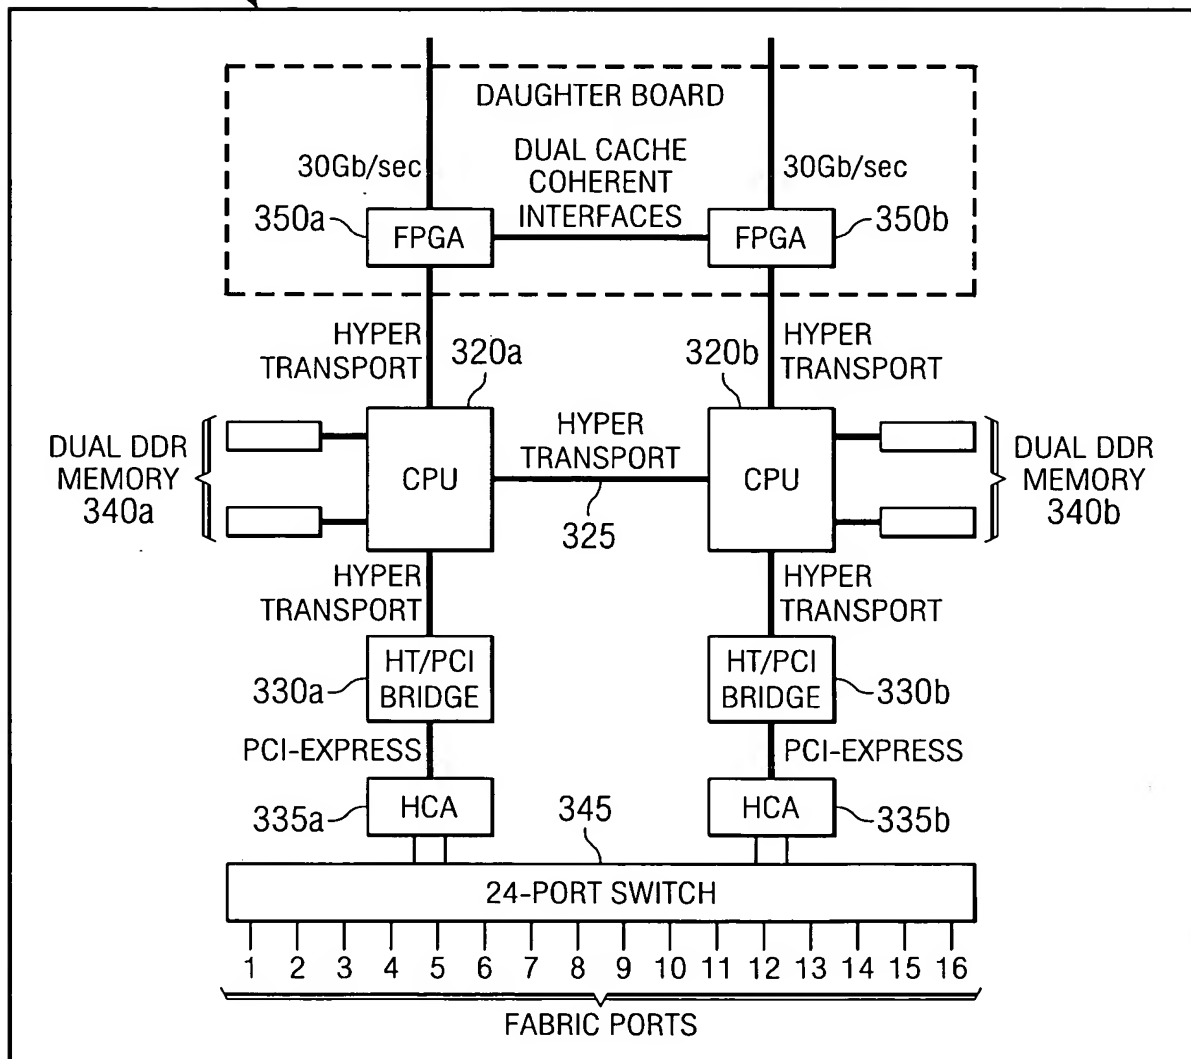 DAUGHTER BOARD
30Gb/sec
DUAL CACHE
COHERENT
INTERFACES
30Gb/sec
350a
FPGA
FPGA
350b
HYPER
TRANSPORT
320a
320b
HYPER
TRANSPORT
DUAL DDR
MEMORY
340a
CPU
HYPER
TRANSPORT
325
CPU
DUAL DDR
MEMORY
340b
HYPER
TRANSPORT
HYPER
TRANSPORT
330a
HT/PCI
BRIDGE
HT/PCI
BRIDGE
330b
PCI-EXPRESS
PCI-EXPRESS
335a
HCA
345
HCA
335b
24-PORT SWITCH
1 2 3 4 5 6 7 8 9 10 11 12 13 14 15 16
FABRIC PORTS